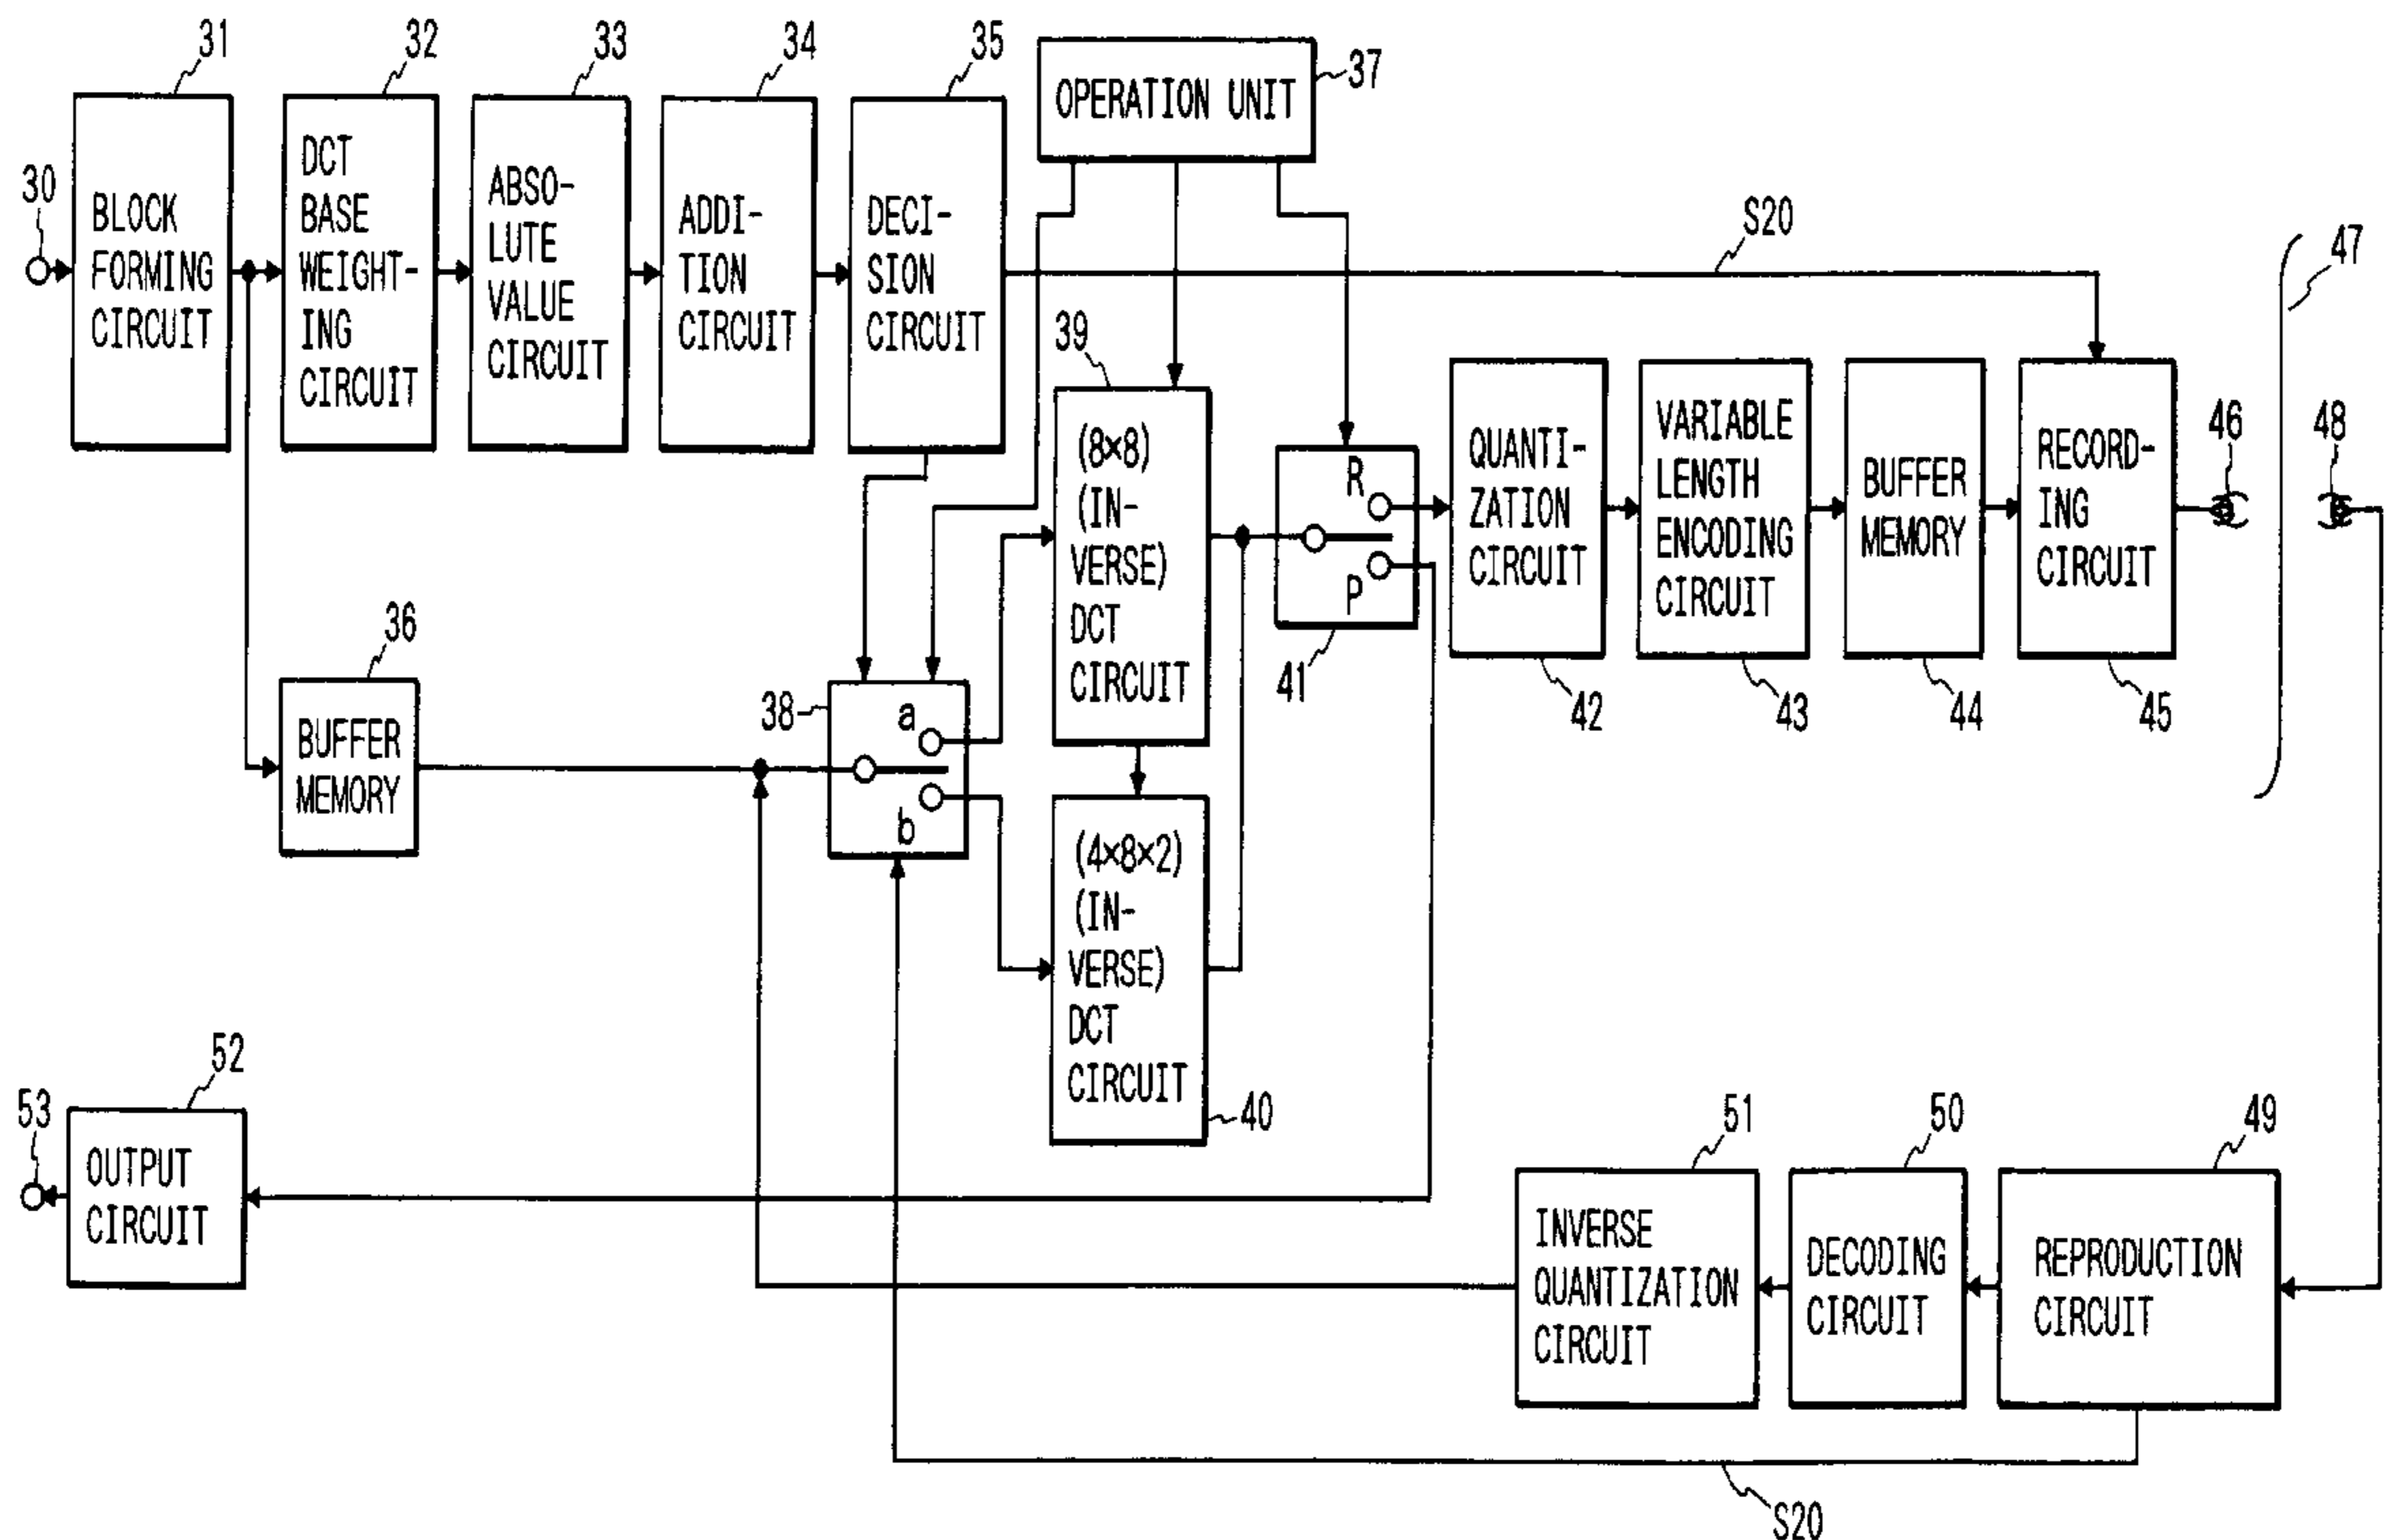 31
32
33
34
35
37
OPERATION UNIT
30
BLOCK
FORMING
CIRCUIT
DCT
BASE
WEIGHT-
ING
CIRCUIT
ABSO-
LUTE
VALUE
CIRCUIT
ADDI-
TION
CIRCUIT
DECI-
SION
CIRCUIT
S20
47
39
(8×8)
(IN-
VERSE)
DCT
CIRCUIT
R
P
41
QUANTI-
ZATION
CIRCUIT
42
VARIABLE
LENGTH
ENCODING
CIRCUIT
43
BUFFER
MEMORY
44
RECORD-
ING
CIRCUIT
45
46
48
36
BUFFER
MEMORY
38
a
b
(4×8×2)
(IN-
VERSE)
DCT
CIRCUIT
40
52
53
OUTPUT
CIRCUIT
51
INVERSE
QUANTIZATION
CIRCUIT
50
DECODING
CIRCUIT
49
REPRODUCTION
CIRCUIT
S20